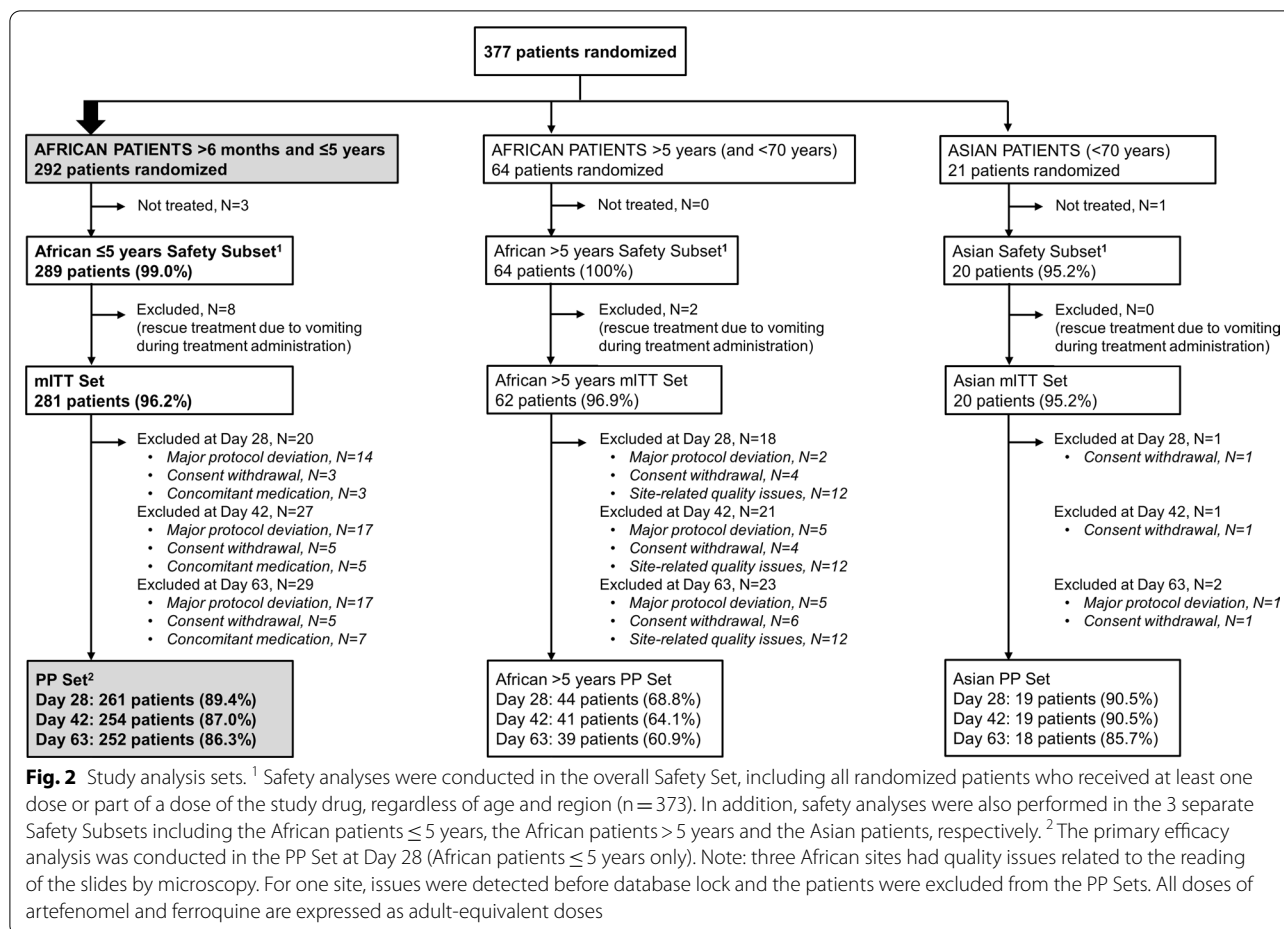 377 patients randomized
AFRICAN PATIENTS >6 months and ≤5 years
292 patients randomized
Not treated, N=3
African ≤5 years Safety Subset¹
289 patients (99.0%)
Excluded, N=8
(rescue treatment due to vomiting
during treatment administration)
mITT Set
281 patients (96.2%)
Excluded at Day 28, N=20
• Major protocol deviation, N=14
• Consent withdrawal, N=3
• Concomitant medication, N=3
Excluded at Day 42, N=27
• Major protocol deviation, N=17
• Consent withdrawal, N=5
• Concomitant medication, N=5
Excluded at Day 63, N=29
• Major protocol deviation, N=17
• Consent withdrawal, N=5
• Concomitant medication, N=7
PP Set²
Day 28: 261 patients (89.4%)
Day 42: 254 patients (87.0%)
Day 63: 252 patients (86.3%)
AFRICAN PATIENTS >5 years (and <70 years)
64 patients randomized
Not treated, N=0
African >5 years Safety Subset¹
64 patients (100%)
Excluded, N=2
(rescue treatment due to vomiting
during treatment administration)
African >5 years mITT Set
62 patients (96.9%)
Excluded at Day 28, N=18
• Major protocol deviation, N=2
• Consent withdrawal, N=4
• Site-related quality issues, N=12
Excluded at Day 42, N=21
• Major protocol deviation, N=5
• Consent withdrawal, N=4
• Site-related quality issues, N=12
Excluded at Day 63, N=23
• Major protocol deviation, N=5
• Consent withdrawal, N=6
• Site-related quality issues, N=12
African >5 years PP Set
Day 28: 44 patients (68.8%)
Day 42: 41 patients (64.1%)
Day 63: 39 patients (60.9%)
ASIAN PATIENTS (<70 years)
21 patients randomized
Not treated, N=1
Asian Safety Subset¹
20 patients (95.2%)
Excluded, N=0
(rescue treatment due to vomiting
during treatment administration)
Asian mITT Set
20 patients (95.2%)
Excluded at Day 28, N=1
• Consent withdrawal, N=1
Excluded at Day 42, N=1
• Consent withdrawal, N=1
Excluded at Day 63, N=2
• Major protocol deviation, N=1
• Consent withdrawal, N=1
Asian PP Set
Day 28: 19 patients (90.5%)
Day 42: 19 patients (90.5%)
Day 63: 18 patients (85.7%)
Fig. 2 Study analysis sets. ¹ Safety analyses were conducted in the overall Safety Set, including all randomized patients who received at least one
dose or part of a dose of the study drug, regardless of age and region (n = 373). In addition, safety analyses were also performed in the 3 separate
Safety Subsets including the African patients ≤ 5 years, the African patients > 5 years and the Asian patients, respectively. ² The primary efficacy
analysis was conducted in the PP Set at Day 28 (African patients ≤ 5 years only). Note: three African sites had quality issues related to the reading
of the slides by microscopy. For one site, issues were detected before database lock and the patients were excluded from the PP Sets. All doses of
artefenomel and ferroquine are expressed as adult-equivalent doses